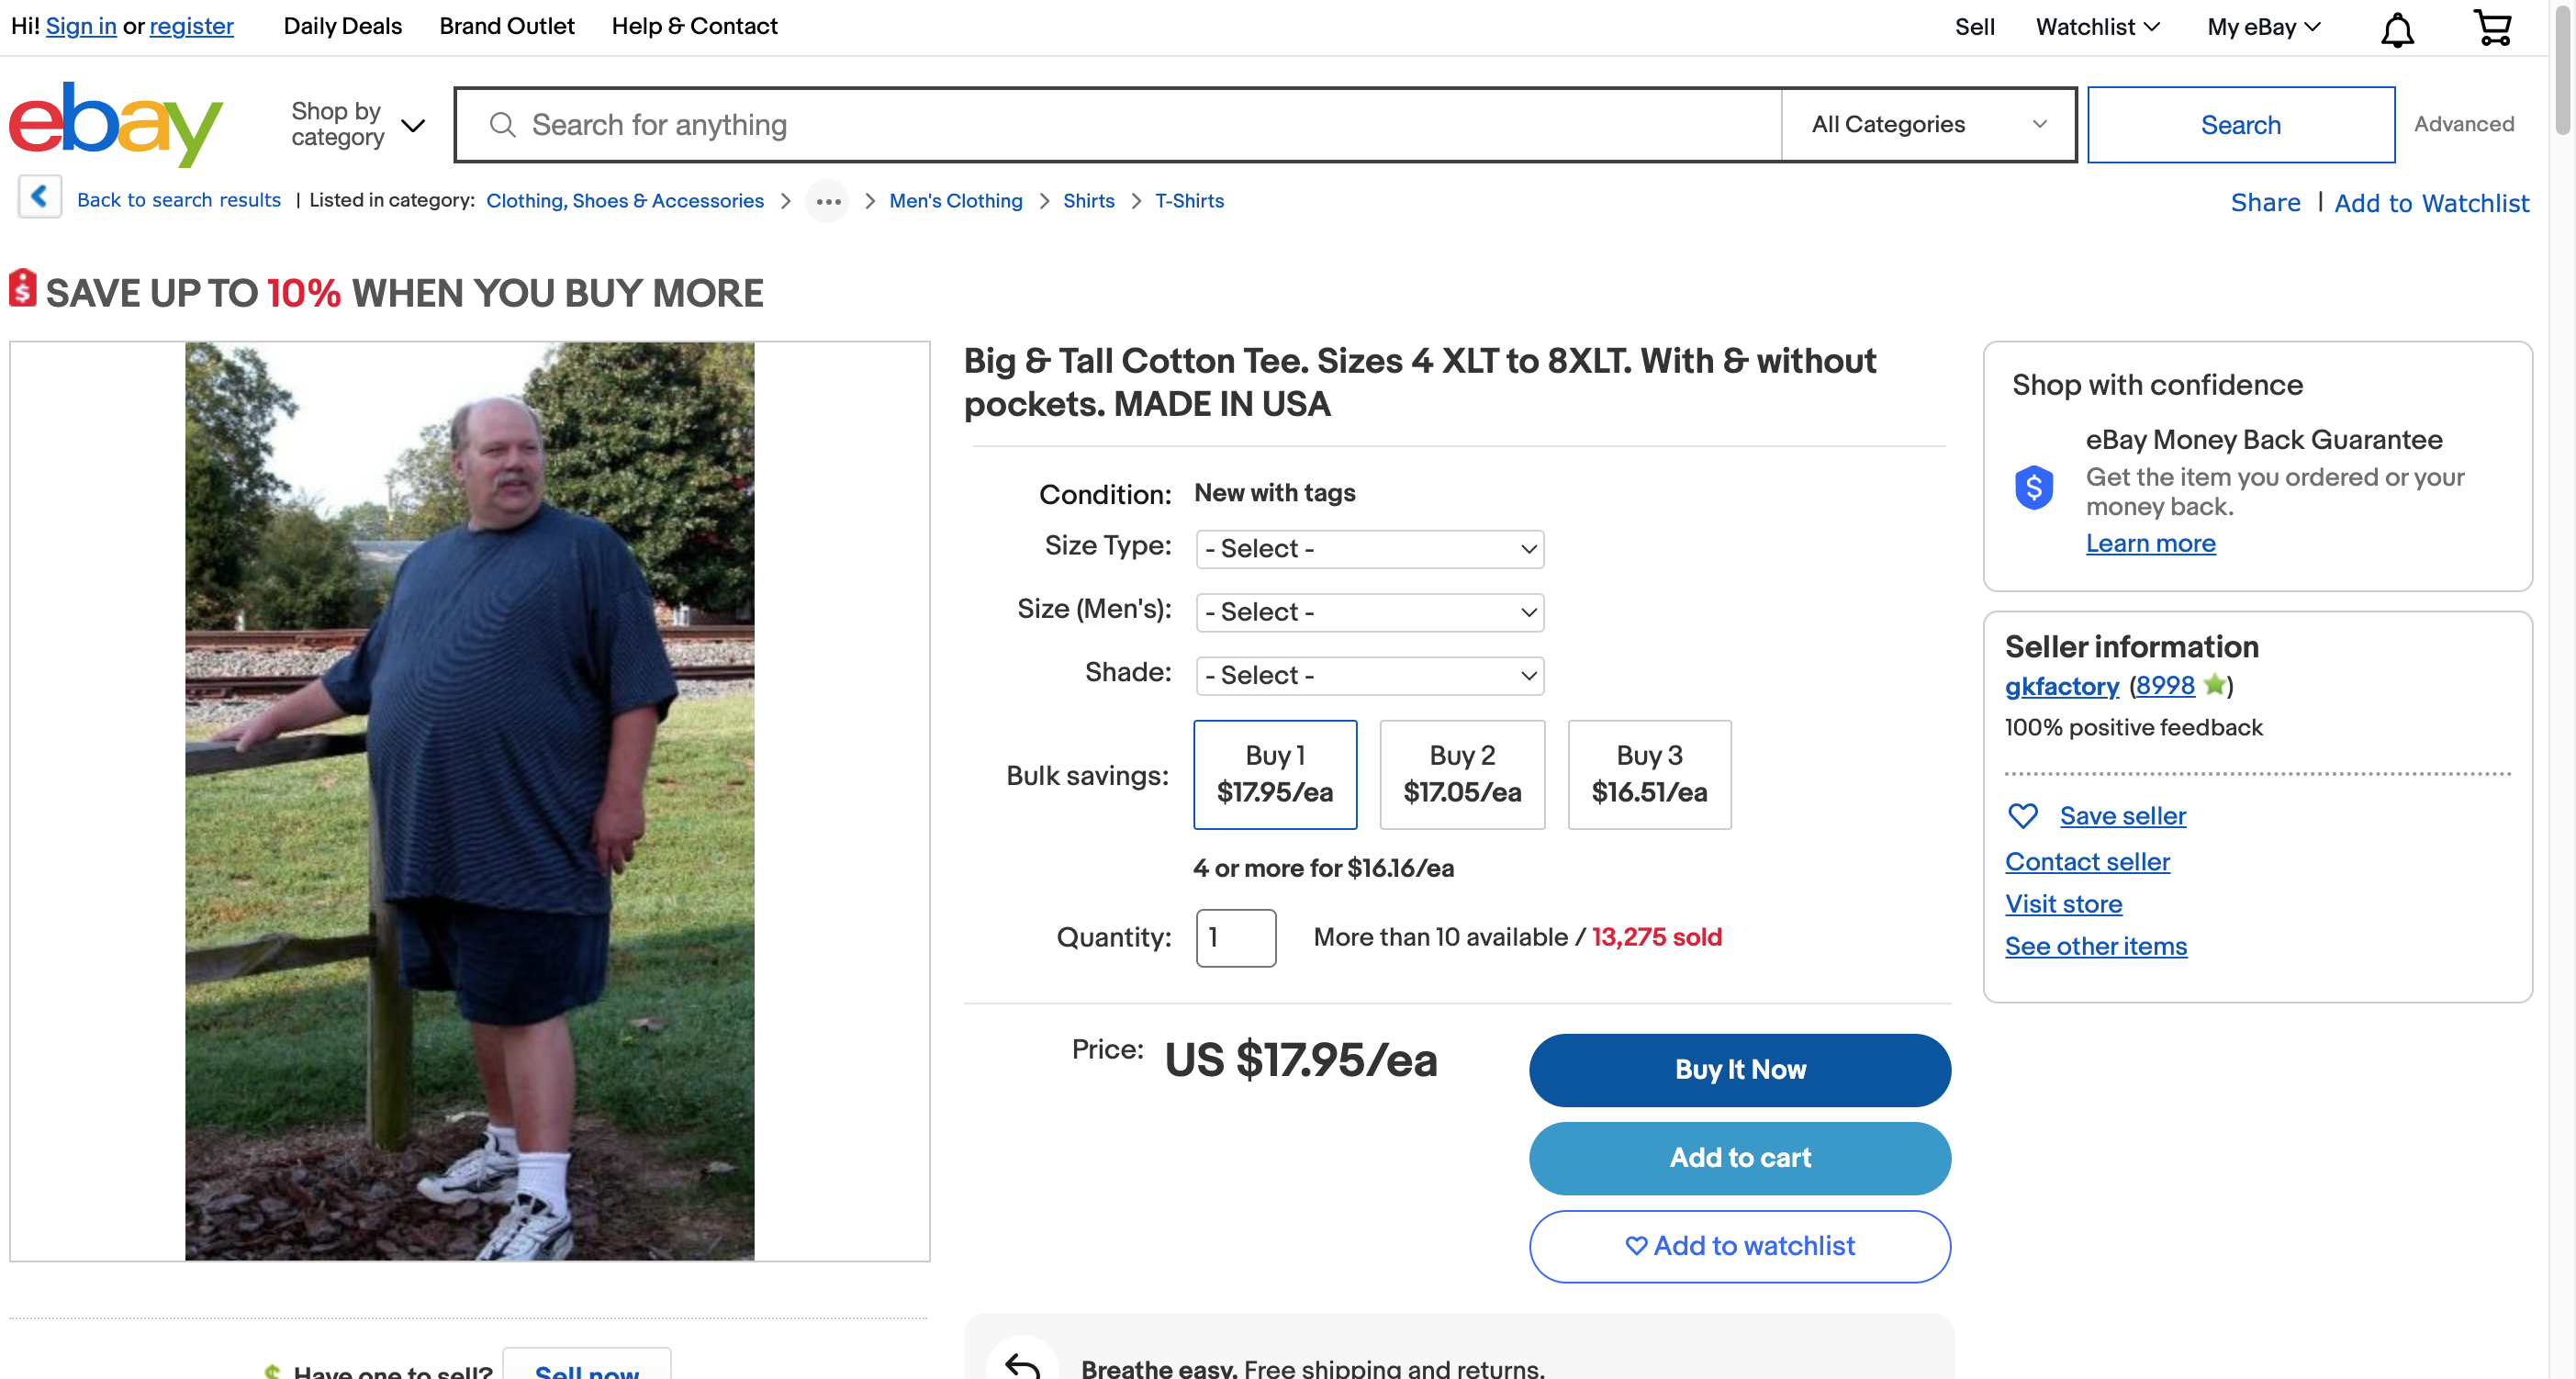 Hi! Sign in or register Daily Deals Brand Outlet Help & Contact Sell Watchlist My eBay
ebay
Shop by
category
Search for anything
All Categories
Search
Advanced
Back to search results | Listed in category: Clothing, Shoes & Accessories > ... > Men's Clothing > Shirts > T-Shirts
Share | Add to Watchlist
$ SAVE UP TO 10% WHEN YOU BUY MORE
Big & Tall Cotton Tee. Sizes 4 XLT to 8XLT. With & without
pockets. MADE IN USA
Condition: New with tags
Size Type: - Select -
Size (Men's): - Select -
Shade: - Select -
Bulk savings:
Buy 1
$17.95/ea
Buy 2
$17.05/ea
Buy 3
$16.51/ea
4 or more for $16.16/ea
Quantity: 1 More than 10 available / 13,275 sold
Price: US $17.95/ea
Buy It Now
Add to cart
Add to watchlist
Breathe easy. Free shipping and returns.
Shop with confidence
eBay Money Back Guarantee
$
Get the item you ordered or your
money back.
Learn more
Seller information
gkfactory (8998)
100% positive feedback
Save seller
Contact seller
Visit store
See other items
$ Have one to sell? Sell now